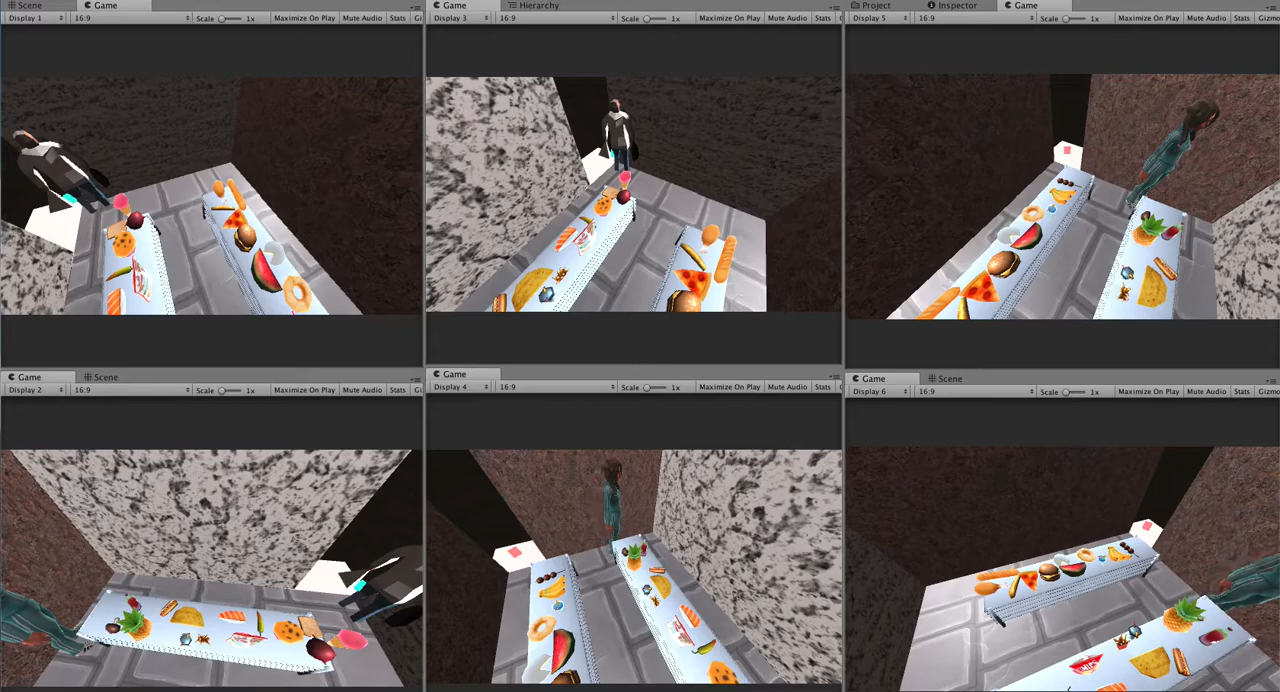 Scene Game
Display 1 16:9 Scale 1x Maximize On Play Mute Audio Stats Gi
Game Hierarchy
Display 3 16:9 Scale 1x Maximize On Play Mute Audio Stats
Project Inspector Game
Display 5 16:9 Scale 1x Maximize On Play Mute Audio Stats Gizmo
Game Scene
Display 2 16:9 Scale 1x Maximize On Play Mute Audio Stats Gi
Game
Display 4 16:9 Scale 1x Maximize On Play Mute Audio Stats
Game Scene
Display 6 16:9 Scale 1x Maximize On Play Mute Audio Stats Gizmo